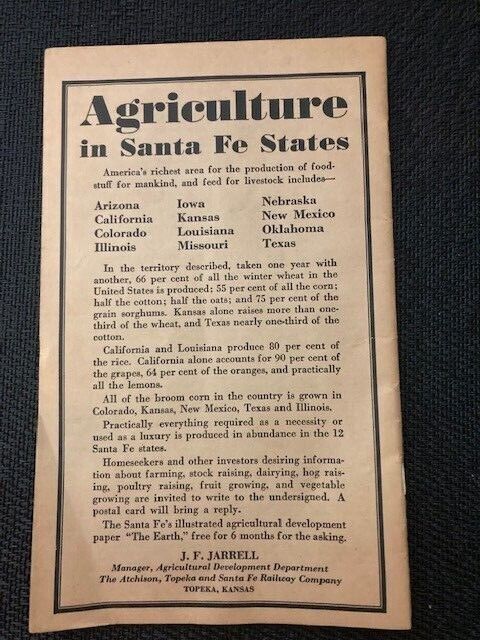 Agriculture
in Santa Fe States
America's richest area for the production of food-
stuff for mankind, and feed for livestock includes—
Arizona Iowa Nebraska
California Kansas New Mexico
Colorado Louisiana Oklahoma
Illinois Missouri Texas
In the territory described, taken one year with
another, 66 per cent of all the winter wheat in the
United States is produced; 55 per cent of all the corn;
half the cotton; half the oats; and 75 per cent of the
grain sorghums. Kansas alone raises more than one-
third of the wheat, and Texas nearly one-third of the
cotton.
California and Louisiana produce 80 per cent of
the rice. California alone accounts for 90 per cent of
the grapes, 64 per cent of the oranges, and practically
all the lemons.
All of the broom corn in the country is grown in
Colorado, Kansas, New Mexico, Texas and Illinois.
Practically everything required as a necessity or
used as a luxury is produced in abundance in the 12
Santa Fe states.
Homeseekers and other investors desiring informa-
tion about farming, stock raising, dairying, hog rais-
ing, poultry raising, fruit growing, and vegetable
growing are invited to write to the undersigned. A
postal card will bring a reply.
The Santa Fe's illustrated agricultural development
paper "The Earth," free for 6 months for the asking.
J. F. JARRELL
Manager, Agricultural Development Department
The Atchison, Topeka and Santa Fe Railway Company
TOPEKA, KANSAS